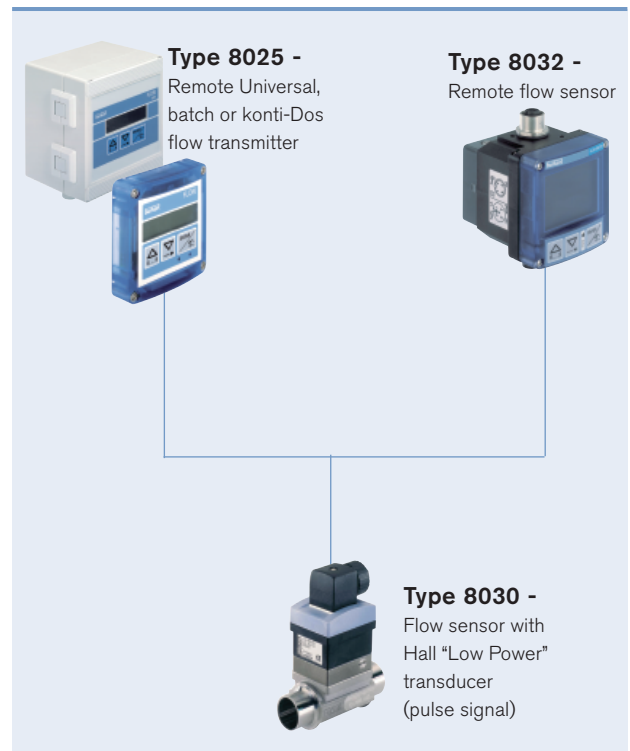 Type 8025 -
Remote Universal,
batch or konti-Dos
flow transmitter
Type 8032 -
Remote flow sensor
Type 8030 -
Flow sensor with
Hall “Low Power”
transducer
(pulse signal)